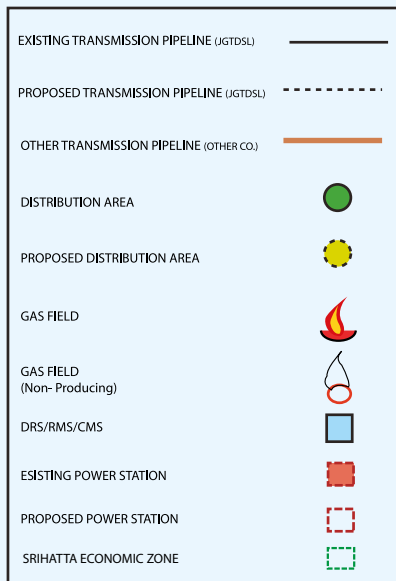 EXISTING TRANSMISSION PIPELINE (JGTDSL)
PROPOSED TRANSMISSION PIPELINE (JGTDSL)
OTHER TRANSMISSION PIPELINE (OTHER CO.)
DISTRIBUTION AREA
PROPOSED DISTRIBUTION AREA
GAS FIELD
GAS FIELD
(Non- Producing)
DRS/RMS/CMS
ESISTING POWER STATION
PROPOSED POWER STATION
SRIHATTA ECONOMIC ZONE